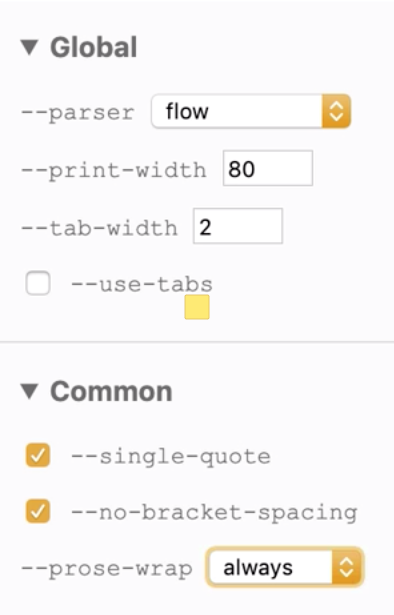 Global
--parser flow
--print-width 80
--tab-width 2
--use-tabs
Common
--single-quote
--no-bracket-spacing
--prose-wrap always